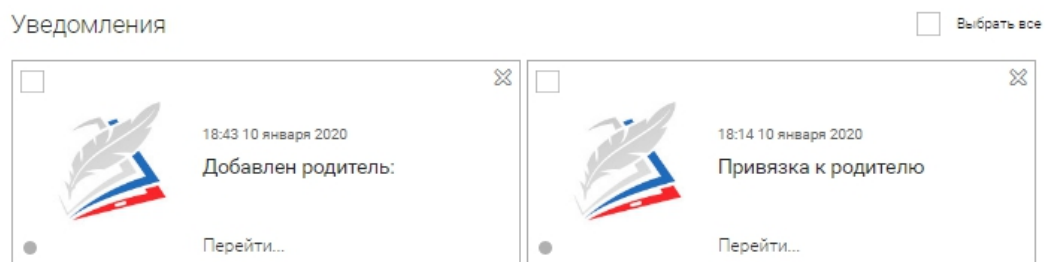 Уведомления
Выбрать все
18:43 10 января 2020
Добавлен родитель:
Перейти...
18:14 10 января 2020
Привязка к родителю
Перейти...